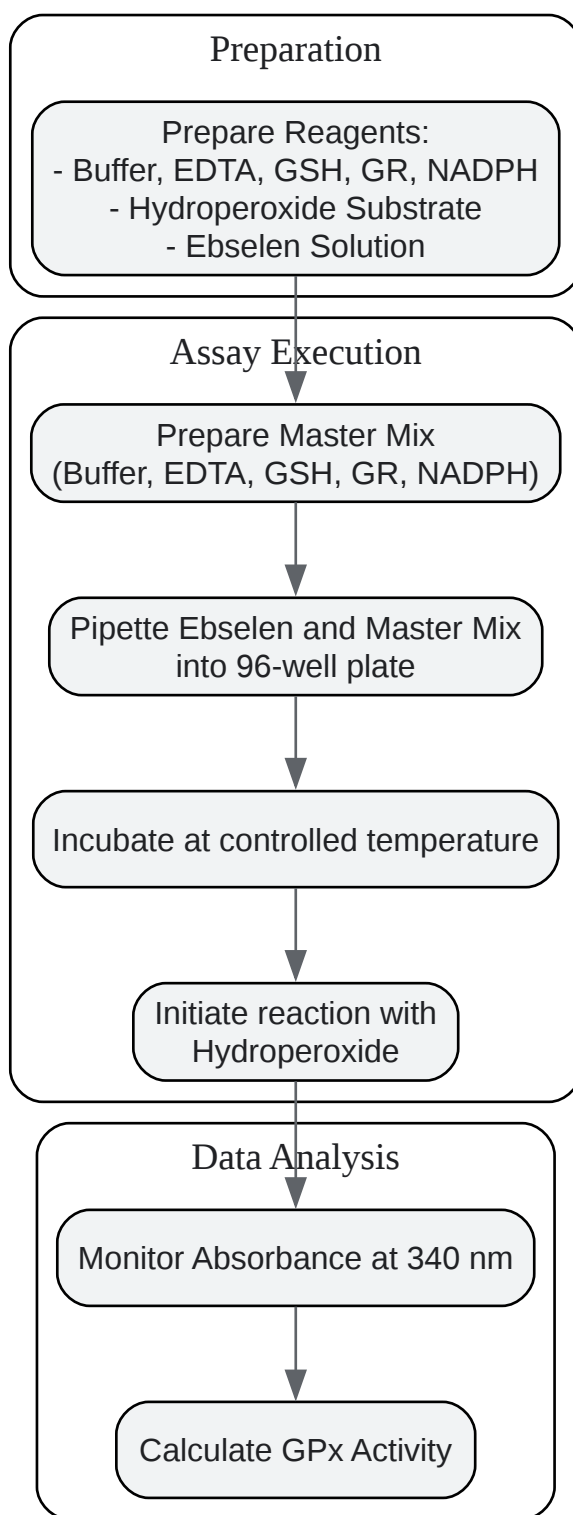 Preparation
Prepare Reagents:
- Buffer, EDTA, GSH, GR, NADPH
- Hydroperoxide Substrate
- Ebselen Solution
Assay Execution
Prepare Master Mix
(Buffer, EDTA, GSH, GR, NADPH)
Pipette Ebselen and Master Mix
into 96-well plate
Incubate at controlled temperature
Initiate reaction with
Hydroperoxide
Data Analysis
Monitor Absorbance at 340 nm
Calculate GPx Activity